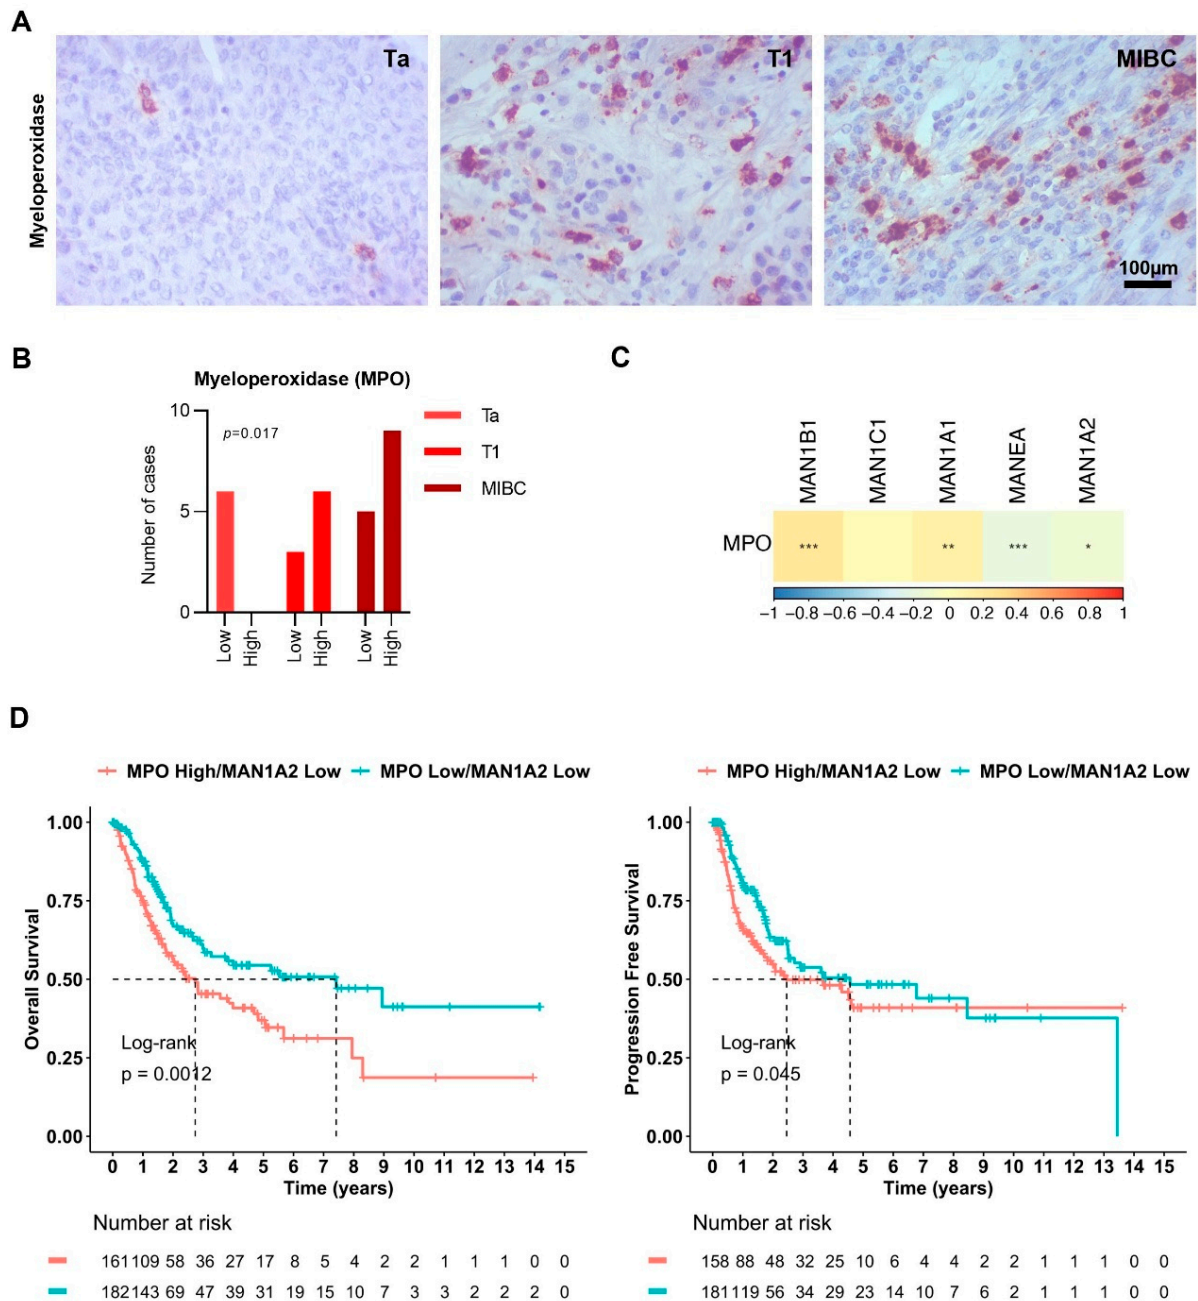 A
Myeloperoxidase
Ta
T1
MIBC
100µm
B
Myeloperoxidase (MPO)
Number of cases
10
5
0
p=0.017
Low
High
Low
High
Low
High
Ta
T1
MIBC
C
MAN1B1
MAN1C1
MAN1A1
MANEA
MAN1A2
MPO
*** ** *** *
−1 −0.8 −0.6 −0.4 −0.2 0 0.2 0.4 0.6 0.8 1
D
MPO High/MAN1A2 Low MPO Low/MAN1A2 Low
Overall Survival
1.00
0.75
0.50
0.25
0.00
Log-rank
p = 0.0012
0 1 2 3 4 5 6 7 8 9 10 11 12 13 14 15
Time (years)
Number at risk
161 109 58 36 27 17 8 5 4 2 2 1 1 1 0 0
182 143 69 47 39 31 19 15 10 7 3 3 2 2 2 0
MPO High/MAN1A2 Low MPO Low/MAN1A2 Low
Progression Free Survival
1.00
0.75
0.50
0.25
0.00
Log-rank
p = 0.045
0 1 2 3 4 5 6 7 8 9 10 11 12 13 14 15
Time (years)
Number at risk
158 88 48 32 25 10 6 4 4 2 2 1 1 1 0 0
181 119 56 34 29 23 14 10 7 6 2 1 1 1 0 0